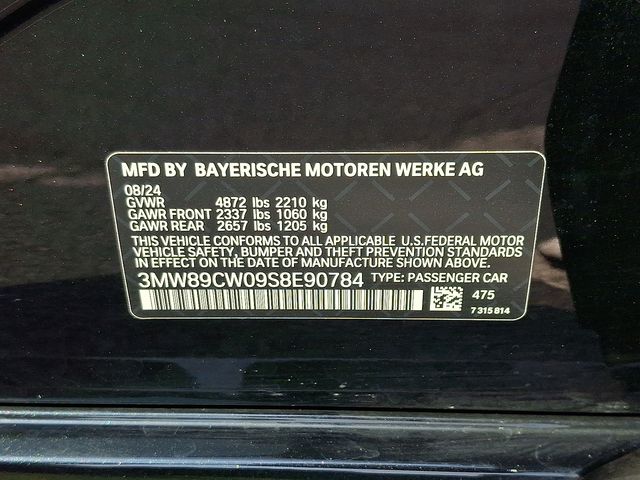 MFD BY BAYERISCHE MOTOREN WERKE AG
08/24
GVWR 4872 lbs 2210 kg
GAWR FRONT 2337 lbs 1060 kg
GAWR REAR 2657 lbs 1205 kg
THIS VEHICLE CONFORMS TO ALL APPLICABLE U.S.FEDERAL MOTOR
VEHICLE SAFETY, BUMPER AND THEFT PREVENTION STANDARDS
IN EFFECT ON THE DATE OF MANUFACTURE SHOWN ABOVE.
3MW89CW09S8E90784 TYPE: PASSENGER CAR
475
7 315 814